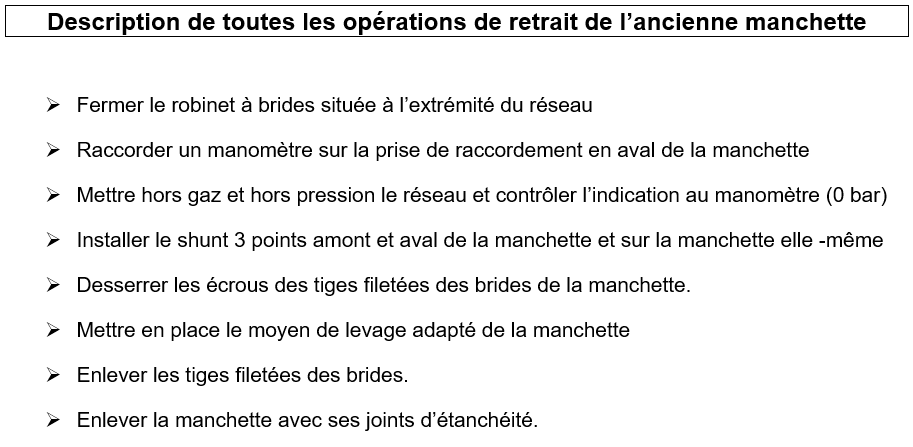 Description de toutes les opérations de retrait de l’ancienne manchette
➢ Fermer le robinet à brides située à l’extrémité du réseau
➢ Raccorder un manomètre sur la prise de raccordement en aval de la manchette
➢ Mettre hors gaz et hors pression le réseau et contrôler l’indication au manomètre (0 bar)
➢ Installer le shunt 3 points amont et aval de la manchette et sur la manchette elle -même
➢ Desserrer les écrous des tiges filetées des brides de la manchette.
➢ Mettre en place le moyen de levage adapté de la manchette
➢ Enlever les tiges filetées des brides.
➢ Enlever la manchette avec ses joints d’étanchéité.